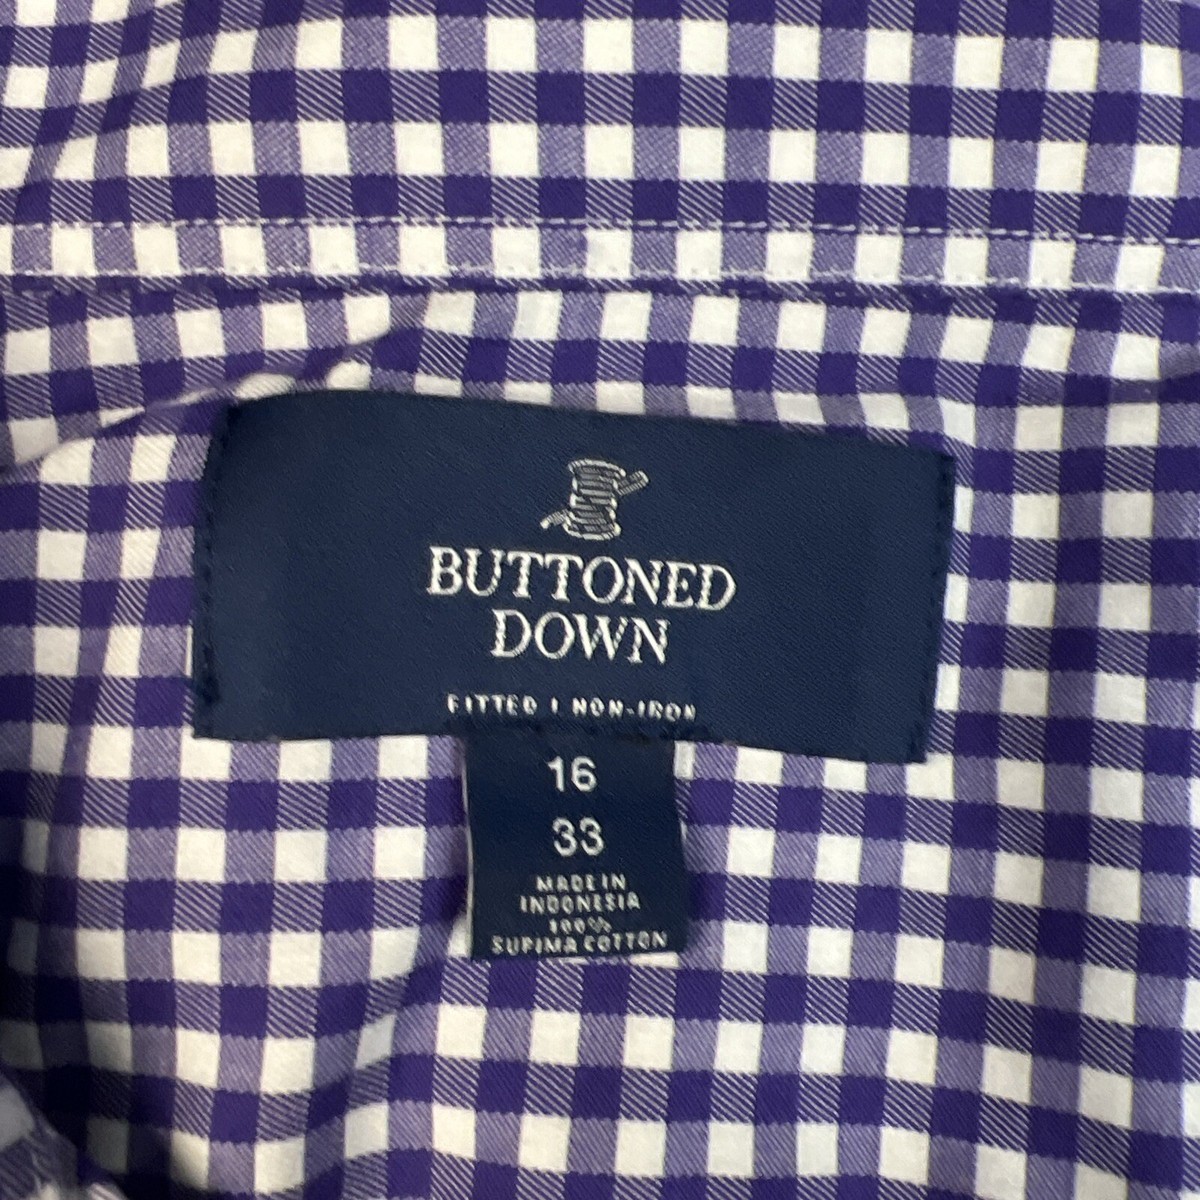 BUTTONED
DOWN
FITTED | NON-IRON
16
33
MADE IN
INDONESIA
100%
SUPIMA COTTON